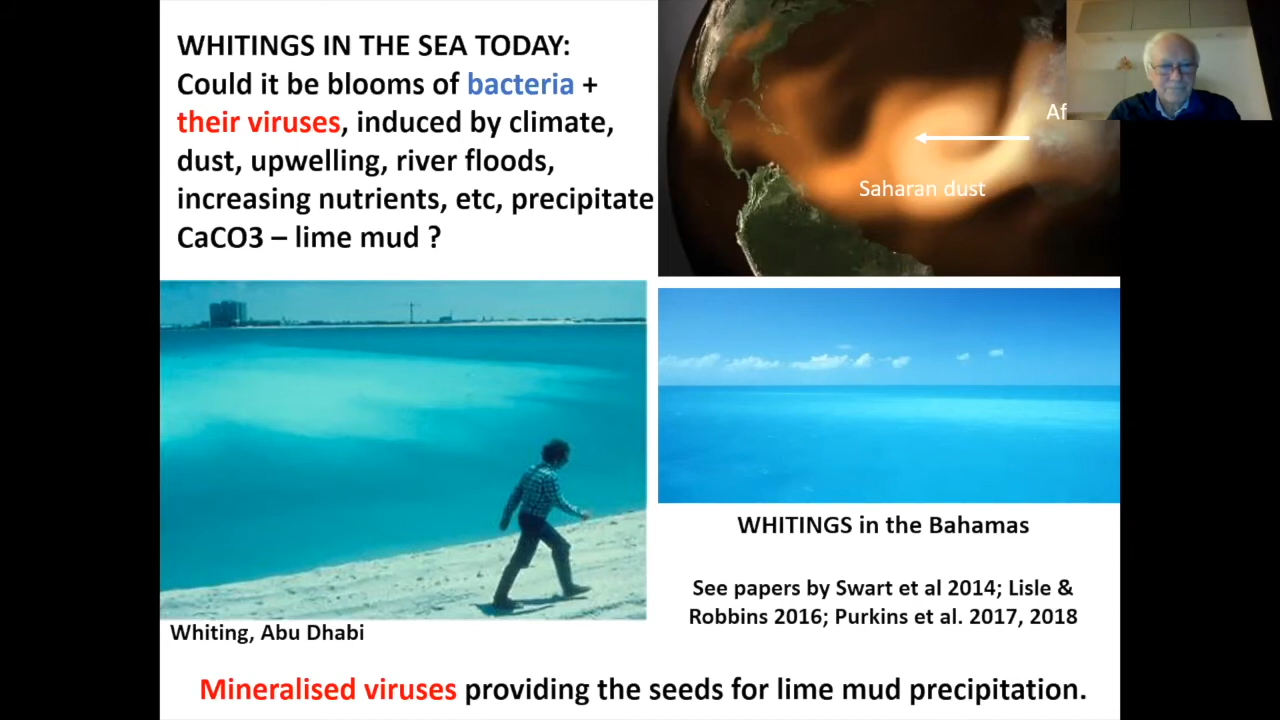 WHITINGS IN THE SEA TODAY:
Could it be blooms of bacteria +
their viruses, induced by climate,
dust, upwelling, river floods,
increasing nutrients, etc, precipitate
CaCO3 – lime mud ?
Af
Saharan dust
WHITINGS in the Bahamas
See papers by Swart et al 2014; Lisle &
Robbins 2016; Purkins et al. 2017, 2018
Whiting, Abu Dhabi
Mineralised viruses providing the seeds for lime mud precipitation.